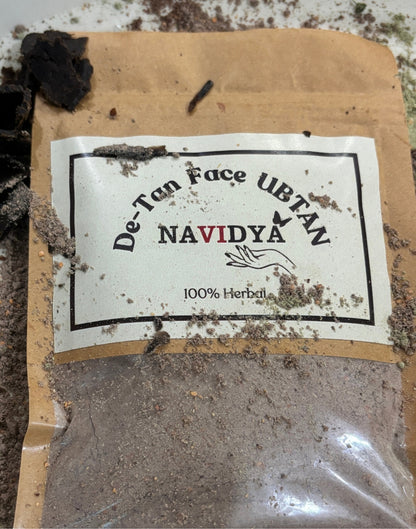 De-Tan Face UBTAN
NAVIDYA
100% Herbal